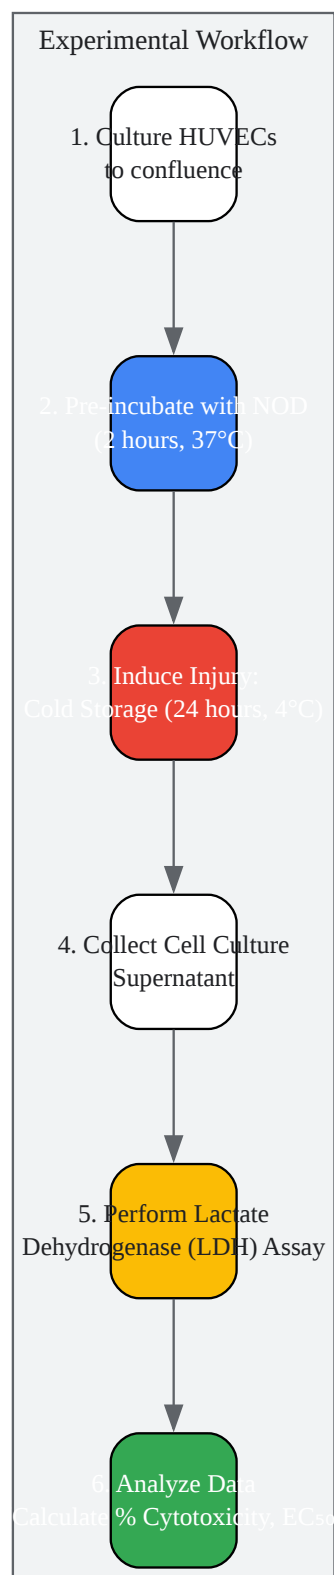 Experimental Workflow
1. Culture HUVECs
to confluence
2. Pre-incubate with NOD
(2 hours, 37°C)
3. Induce Injury:
Cold Storage (24 hours, 4°C)
4. Collect Cell Culture
Supernatant
5. Perform Lactate
Dehydrogenase (LDH) Assay
6. Analyze Data
Calculate % Cytotoxicity, EC₅₀